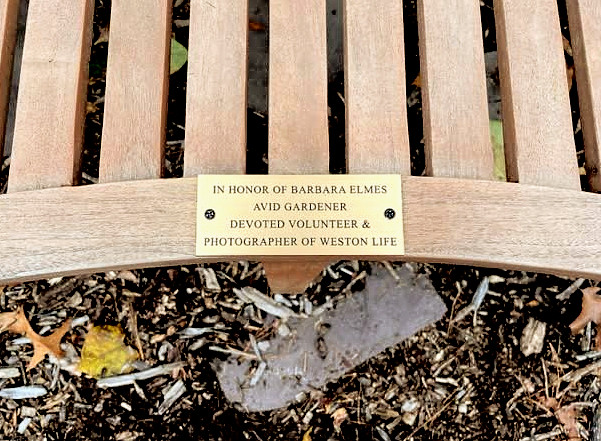 IN HONOR OF BARBARA ELMES
AVID GARDENER
DEVOTED VOLUNTEER &
PHOTOGRAPHER OF WESTON LIFE